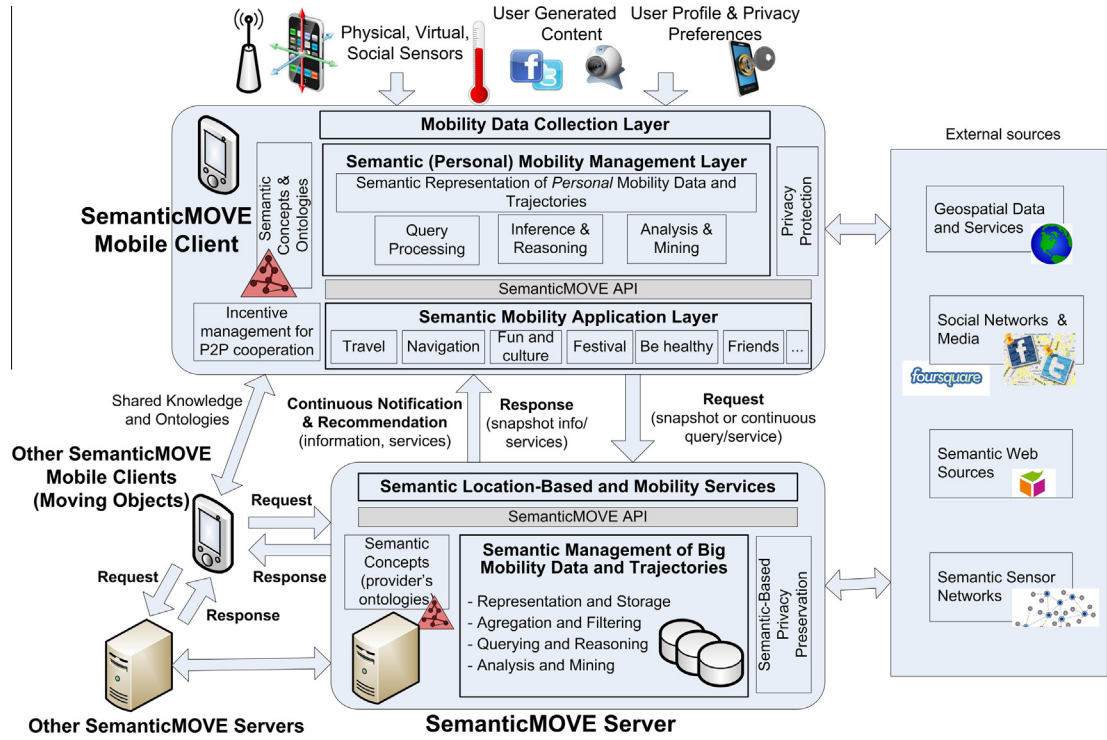 Physical, Virtual,
Social Sensors
User Generated
Content
User Profile & Privacy
Preferences
Mobility Data Collection Layer
Semantic (Personal) Mobility Management Layer
Semantic Representation of Personal Mobility Data and
Trajectories
Query
Processing
Inference &
Reasoning
Analysis &
Mining
Semantic
Concepts &
Ontologies
Privacy
Protection
SemanticMOVE
Mobile Client
SemanticMOVE API
Incentive
management for
P2P cooperation
Semantic Mobility Application Layer
Travel
Navigation
Fun and
culture
Festival
Be healthy
Friends
...
External sources
Geospatial Data
and Services
Social Networks &
Media
foursquare
Semantic Web
Sources
Semantic Sensor
Networks
Shared Knowledge
and Ontologies
Continuous Notification
& Recommendation
(information, services)
Response
(snapshot info/
services)
Request
(snapshot or continuous
query/service)
Other SemanticMOVE
Mobile Clients
(Moving Objects)
Request
Response
Request
Response
Semantic Location-Based and Mobility Services
SemanticMOVE API
Semantic
Concepts
(provider's
ontologies)
Semantic Management of Big
Mobility Data and Trajectories
- Representation and Storage
- Agregation and Filtering
- Querying and Reasoning
- Analysis and Mining
Semantic-Based
Privacy
Preservation
Other SemanticMOVE Servers
SemanticMOVE Server